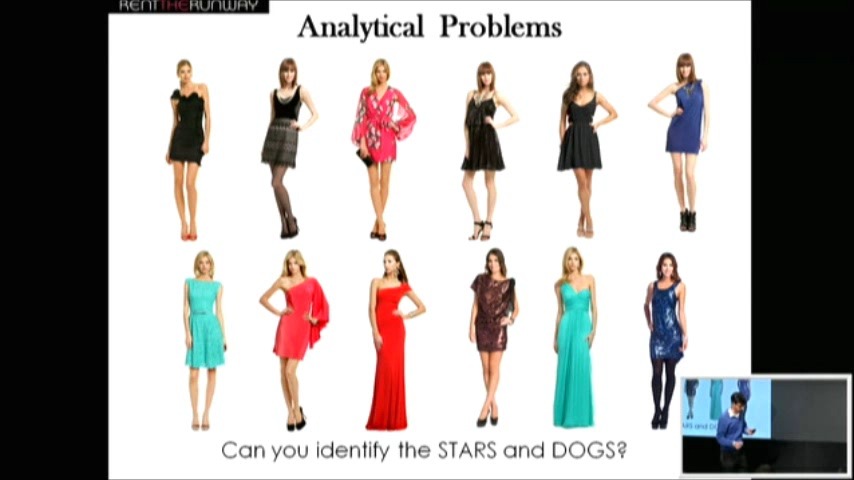 RENTTHERUNWAY
Analytical Problems
Can you identify the STARS and DOGS?